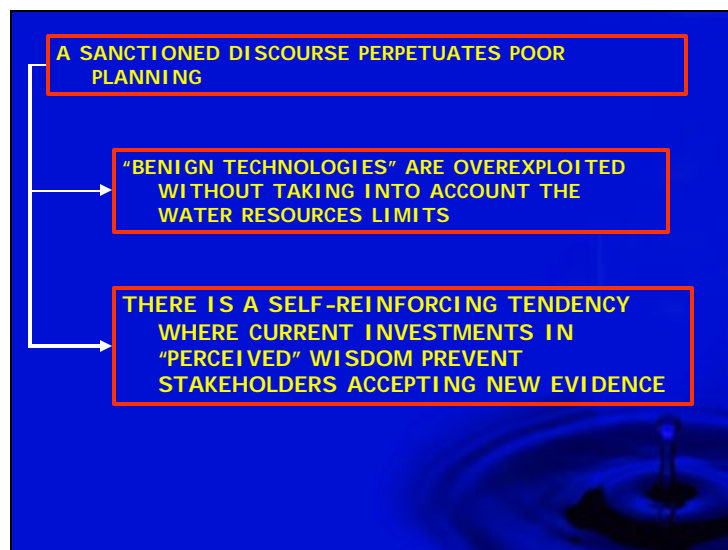 A SANCTIONED DISCOURSE PERPETUATES POOR
PLANNING
“BENIGN TECHNOLOGIES” ARE OVEREXPLOITED
WITHOUT TAKING INTO ACCOUNT THE
WATER RESOURCES LIMITS
THERE IS A SELF-REINFORCING TENDENCY
WHERE CURRENT INVESTMENTS IN
“PERCEIVED” WISDOM PREVENT
STAKEHOLDERS ACCEPTING NEW EVIDENCE